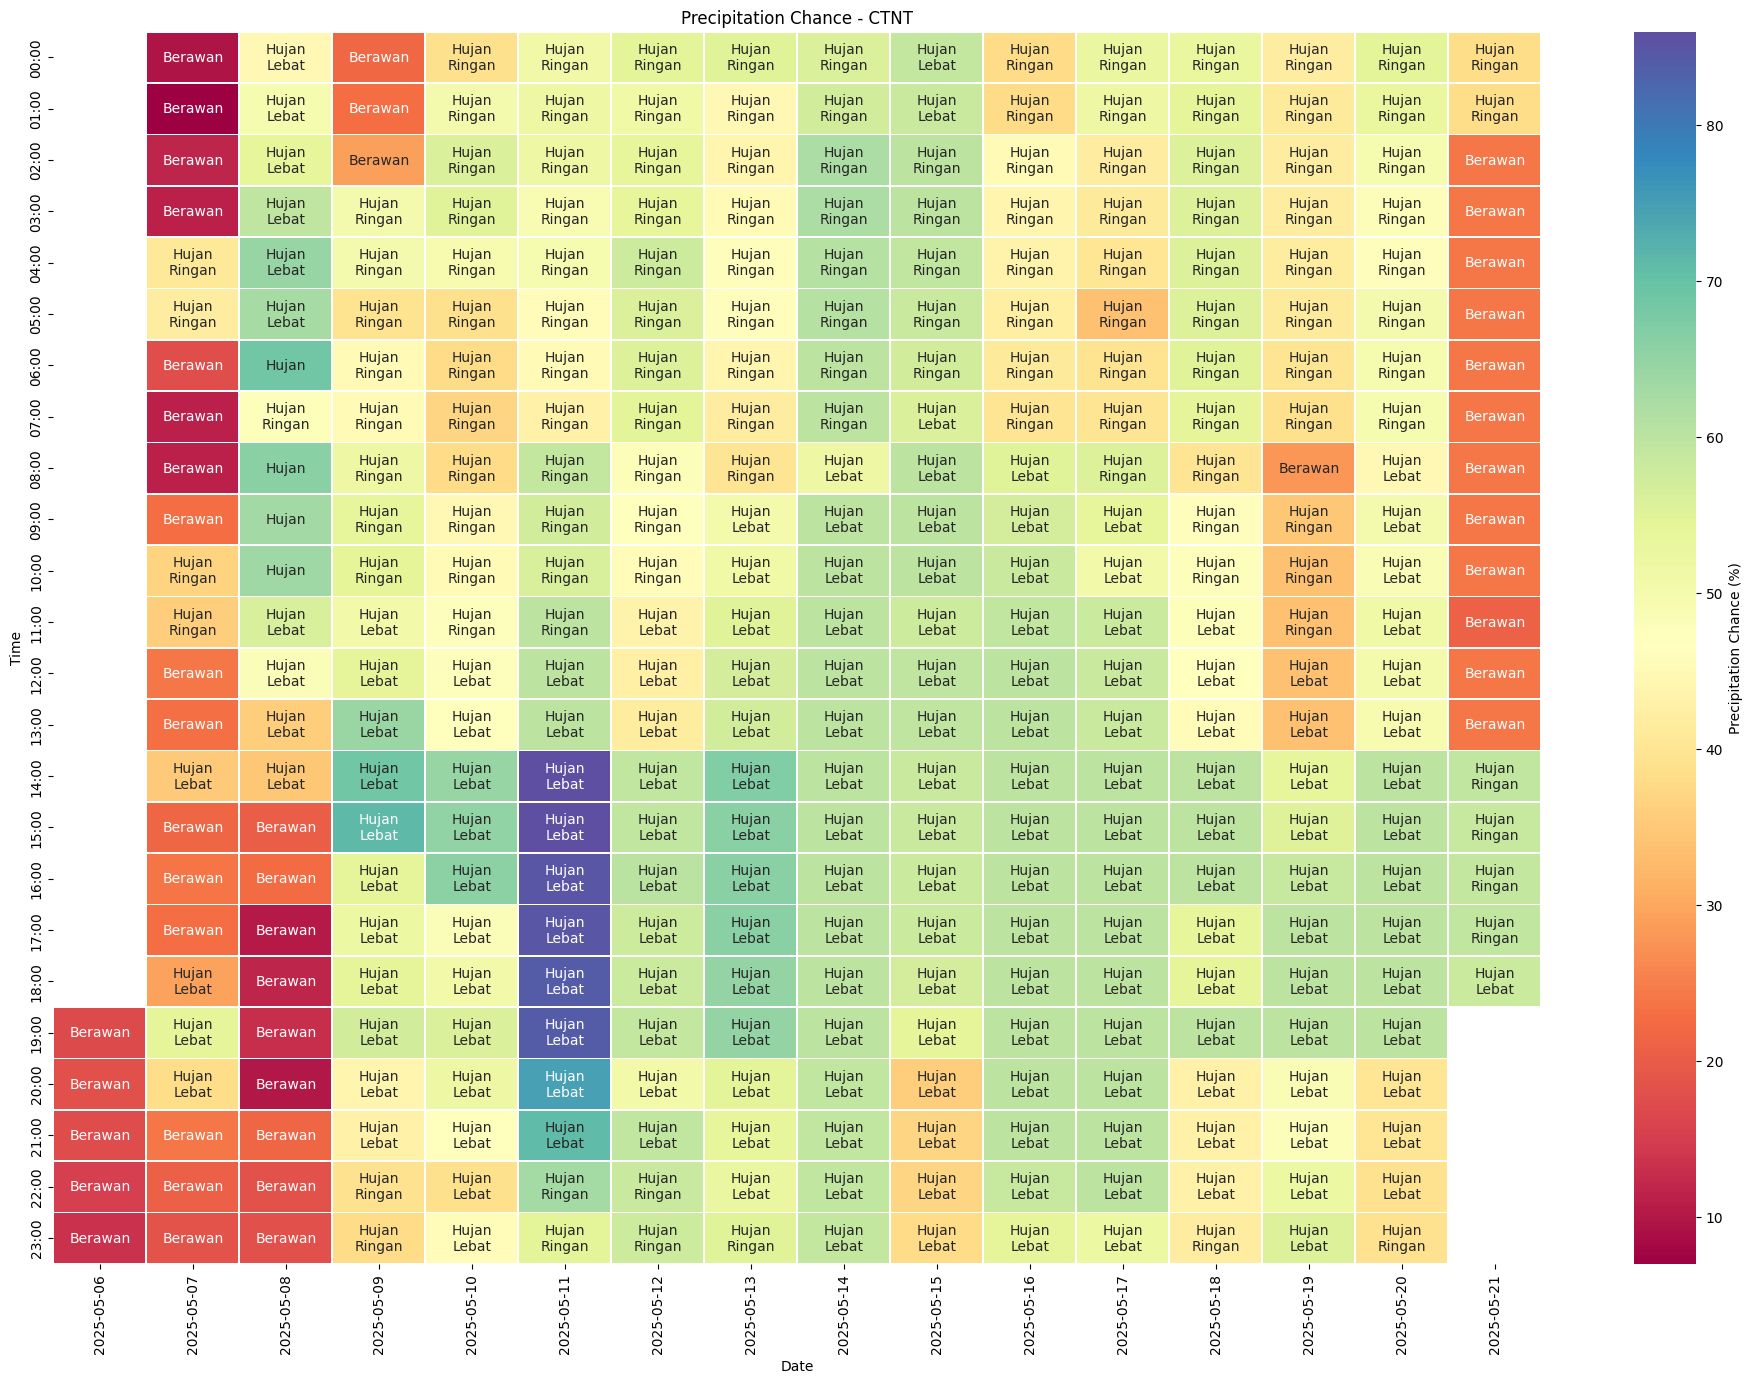 Precipitation Chance - CTNT
00:00 Berawan Hujan Lebat Berawan Hujan Ringan Hujan Ringan Hujan Ringan Hujan Ringan Hujan Ringan Hujan Lebat Hujan Ringan Hujan Ringan Hujan Ringan Hujan Ringan Hujan Ringan Hujan Ringan
01:00 Berawan Hujan Lebat Berawan Hujan Ringan Hujan Ringan Hujan Ringan Hujan Ringan Hujan Ringan Hujan Lebat Hujan Ringan Hujan Ringan Hujan Ringan Hujan Ringan Hujan Ringan Hujan Ringan
02:00 Berawan Hujan Lebat Berawan Hujan Ringan Hujan Ringan Hujan Ringan Hujan Ringan Hujan Ringan Hujan Ringan Hujan Ringan Hujan Ringan Hujan Ringan Hujan Ringan Hujan Ringan Berawan
03:00 Berawan Hujan Lebat Hujan Ringan Hujan Ringan Hujan Ringan Hujan Ringan Hujan Ringan Hujan Ringan Hujan Ringan Hujan Ringan Hujan Ringan Hujan Ringan Hujan Ringan Hujan Ringan Berawan
04:00 Hujan Ringan Hujan Lebat Hujan Ringan Hujan Ringan Hujan Ringan Hujan Ringan Hujan Ringan Hujan Ringan Hujan Ringan Hujan Ringan Hujan Ringan Hujan Ringan Hujan Ringan Hujan Ringan Berawan
05:00 Hujan Ringan Hujan Lebat Hujan Ringan Hujan Ringan Hujan Ringan Hujan Ringan Hujan Ringan Hujan Ringan Hujan Ringan Hujan Ringan Hujan Ringan Hujan Ringan Hujan Ringan Hujan Ringan Berawan
06:00 Berawan Hujan Hujan Ringan Hujan Ringan Hujan Ringan Hujan Ringan Hujan Ringan Hujan Ringan Hujan Ringan Hujan Ringan Hujan Ringan Hujan Ringan Hujan Ringan Hujan Ringan Berawan
07:00 Berawan Hujan Ringan Hujan Ringan Hujan Ringan Hujan Ringan Hujan Ringan Hujan Ringan Hujan Ringan Hujan Lebat Hujan Ringan Hujan Ringan Hujan Ringan Hujan Ringan Hujan Ringan Berawan
08:00 Berawan Hujan Hujan Ringan Hujan Ringan Hujan Ringan Hujan Ringan Hujan Ringan Hujan Lebat Hujan Lebat Hujan Lebat Hujan Ringan Hujan Ringan Berawan Hujan Lebat Berawan
09:00 Berawan Hujan Hujan Ringan Hujan Ringan Hujan Ringan Hujan Ringan Hujan Lebat Hujan Lebat Hujan Lebat Hujan Lebat Hujan Lebat Hujan Ringan Hujan Ringan Hujan Lebat Berawan
10:00 Hujan Ringan Hujan Hujan Ringan Hujan Ringan Hujan Ringan Hujan Ringan Hujan Lebat Hujan Lebat Hujan Lebat Hujan Lebat Hujan Lebat Hujan Ringan Hujan Ringan Hujan Lebat Berawan
11:00 Hujan Ringan Hujan Lebat Hujan Lebat Hujan Ringan Hujan Ringan Hujan Lebat Hujan Lebat Hujan Lebat Hujan Lebat Hujan Lebat Hujan Lebat Hujan Lebat Hujan Ringan Hujan Lebat Berawan
12:00 Berawan Hujan Lebat Hujan Lebat Hujan Lebat Hujan Lebat Hujan Lebat Hujan Lebat Hujan Lebat Hujan Lebat Hujan Lebat Hujan Lebat Hujan Lebat Hujan Lebat Hujan Lebat Berawan
13:00 Berawan Hujan Lebat Hujan Lebat Hujan Lebat Hujan Lebat Hujan Lebat Hujan Lebat Hujan Lebat Hujan Lebat Hujan Lebat Hujan Lebat Hujan Lebat Hujan Lebat Hujan Lebat Berawan
14:00 Hujan Lebat Hujan Lebat Hujan Lebat Hujan Lebat Hujan Lebat Hujan Lebat Hujan Lebat Hujan Lebat Hujan Lebat Hujan Lebat Hujan Lebat Hujan Lebat Hujan Lebat Hujan Lebat Hujan Ringan
15:00 Berawan Berawan Hujan Lebat Hujan Lebat Hujan Lebat Hujan Lebat Hujan Lebat Hujan Lebat Hujan Lebat Hujan Lebat Hujan Lebat Hujan Lebat Hujan Lebat Hujan Lebat Hujan Ringan
16:00 Berawan Berawan Hujan Lebat Hujan Lebat Hujan Lebat Hujan Lebat Hujan Lebat Hujan Lebat Hujan Lebat Hujan Lebat Hujan Lebat Hujan Lebat Hujan Lebat Hujan Lebat Hujan Ringan
17:00 Berawan Berawan Hujan Lebat Hujan Lebat Hujan Lebat Hujan Lebat Hujan Lebat Hujan Lebat Hujan Lebat Hujan Lebat Hujan Lebat Hujan Lebat Hujan Lebat Hujan Lebat Hujan Ringan
18:00 Hujan Lebat Berawan Hujan Lebat Hujan Lebat Hujan Lebat Hujan Lebat Hujan Lebat Hujan Lebat Hujan Lebat Hujan Lebat Hujan Lebat Hujan Lebat Hujan Lebat Hujan Lebat Hujan Lebat
19:00 Berawan Hujan Lebat Berawan Hujan Lebat Hujan Lebat Hujan Lebat Hujan Lebat Hujan Lebat Hujan Lebat Hujan Lebat Hujan Lebat Hujan Lebat Hujan Lebat Hujan Lebat Hujan Lebat
20:00 Berawan Hujan Lebat Berawan Hujan Lebat Hujan Lebat Hujan Lebat Hujan Lebat Hujan Lebat Hujan Lebat Hujan Lebat Hujan Lebat Hujan Lebat Hujan Lebat Hujan Lebat Hujan Lebat
21:00 Berawan Berawan Berawan Hujan Lebat Hujan Lebat Hujan Lebat Hujan Lebat Hujan Lebat Hujan Lebat Hujan Lebat Hujan Lebat Hujan Lebat Hujan Lebat Hujan Lebat Hujan Lebat
22:00 Berawan Berawan Berawan Hujan Ringan Hujan Lebat Hujan Ringan Hujan Ringan Hujan Lebat Hujan Lebat Hujan Lebat Hujan Lebat Hujan Lebat Hujan Lebat Hujan Lebat Hujan Lebat
23:00 Berawan Berawan Berawan Hujan Ringan Hujan Lebat Hujan Ringan Hujan Ringan Hujan Ringan Hujan Lebat Hujan Lebat Hujan Lebat Hujan Lebat Hujan Ringan Hujan Lebat Hujan Ringan
Time
2025-05-06 2025-05-07 2025-05-08 2025-05-09 2025-05-10 2025-05-11 2025-05-12 2025-05-13 2025-05-14 2025-05-15 2025-05-16 2025-05-17 2025-05-18 2025-05-19 2025-05-20 2025-05-21
Date
80
70
60
50
40
30
20
10
Precipitation Chance (%)